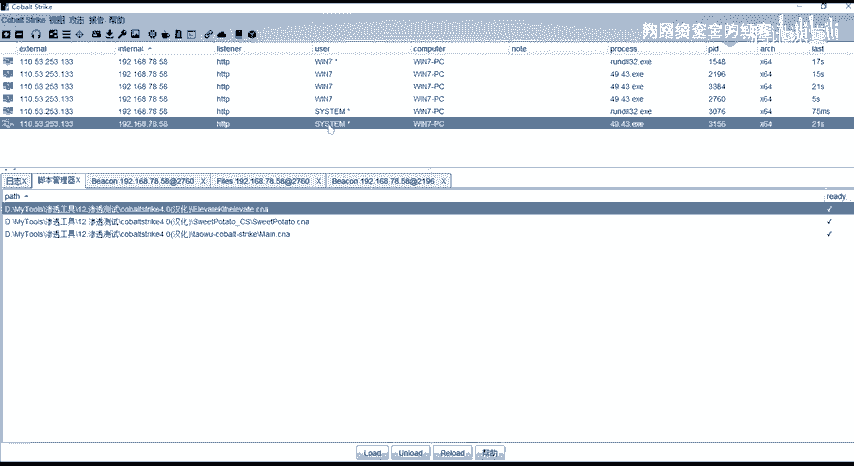 Cobalt Strike
Cobalt Strike 视图 攻击 报告 帮助
external internal listener user computer note process pid arch last
110.53.253.133 192.168.78.58 http WIN7 * WIN7-PC rundll32.exe 1548 x64 17s
110.53.253.133 192.168.78.58 http WIN7 WIN7-PC 49.43.exe 2196 x64 15s
110.53.253.133 192.168.78.58 http WIN7 WIN7-PC 49.43.exe 3384 x64 21s
110.53.253.133 192.168.78.58 http WIN7 WIN7-PC 49.43.exe 2760 x64 5s
110.53.253.133 192.168.78.58 http SYSTEM * WIN7-PC rundll32.exe 3076 x64 75ms
110.53.253.133 192.168.78.58 http SYSTEM * WIN7-PC 49.43.exe 3156 x64 21s
日志 X 脚本管理器 X Beacon 192.168.78.58@2760 X Files 192.168.78.58@2760 X Beacon 192.168.78.58@2196 X
path ready
D:\MyTools\渗透工具\12.渗透测试\cobaltstrike4.0(汉化)\ElevateKit\elevate.cna ✓
D:\MyTools\渗透工具\12.渗透测试\cobaltstrike4.0(汉化)\SweetPotato_CS\SweetPotato.cna ✓
D:\MyTools\渗透工具\12.渗透测试\cobaltstrike4.0(汉化)\taowu-cobalt-strike\Main.cna ✓
Load Unload Reload 帮助